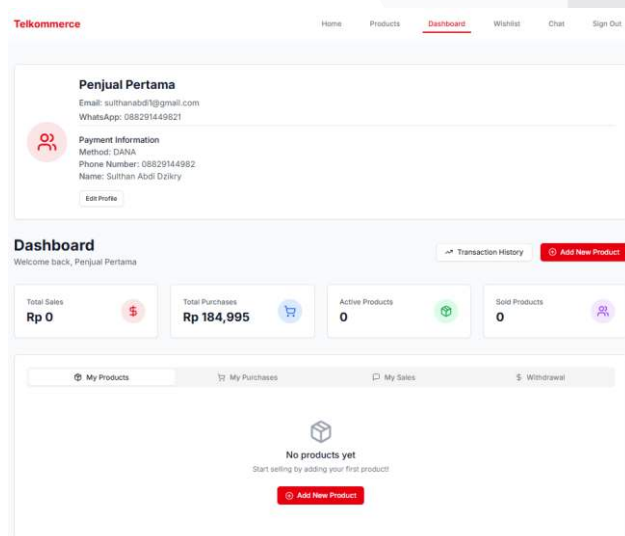 Telkommerce
Home Products Dashboard Wishlist Chat Sign Out
Penjual Pertama
Email: sulthanabdi1@gmail.com
WhatsApp: 088291449821
Payment Information
Method: DANA
Phone Number: 08829144982
Name: Sulthan Abdi Dzikry
Edit Profile
Dashboard
Welcome back, Penjual Pertama
Transaction History
Add New Product
Total Sales
Rp 0
Total Purchases
Rp 184,995
Active Products
0
Sold Products
0
My Products My Purchases My Sales Withdrawal
No products yet
Start selling by adding your first product!
Add New Product